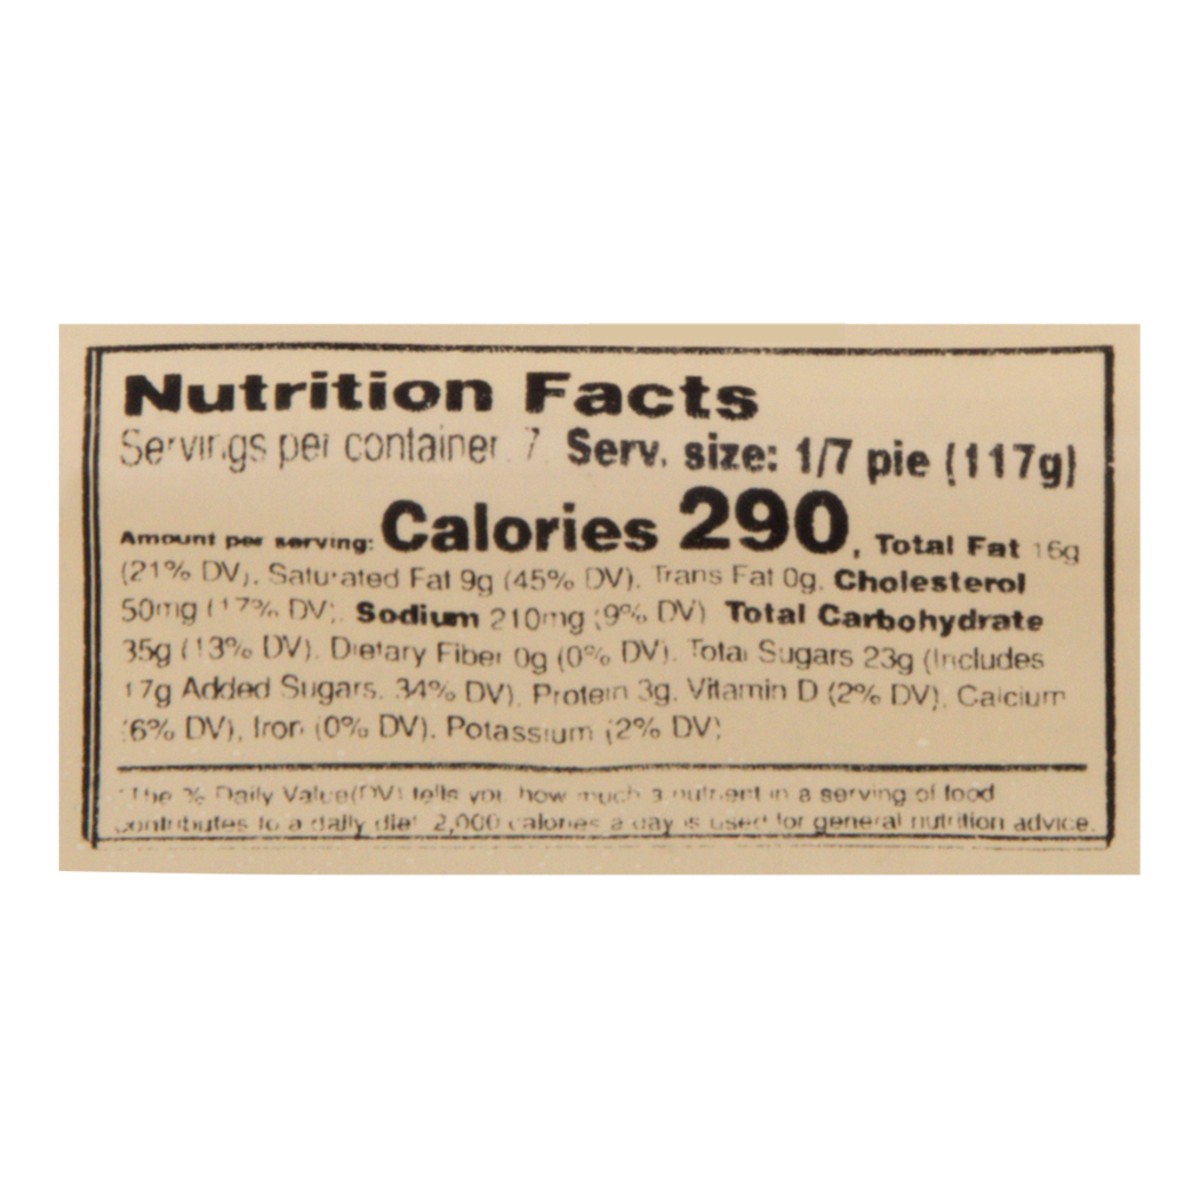 Nutrition Facts
Servings per container 7 Serv. size: 1/7 pie (117g)
Amount per serving: Calories 290, Total Fat 16g
(21% DV), Saturated Fat 9g (45% DV), Trans Fat 0g, Cholesterol
50mg (17% DV), Sodium 210mg (9% DV) Total Carbohydrate
35g (13% DV), Dietary Fiber 0g (0% DV), Total Sugars 23g (Includes
17g Added Sugars, 34% DV), Protein 3g, Vitamin D (2% DV), Calcium
(6% DV), Iron (0% DV), Potassium (2% DV)
*The % Daily Value(DV) tells you how much a nutrient in a serving of food
contributes to a daily diet 2,000 calories a day is used for general nutrition advice.